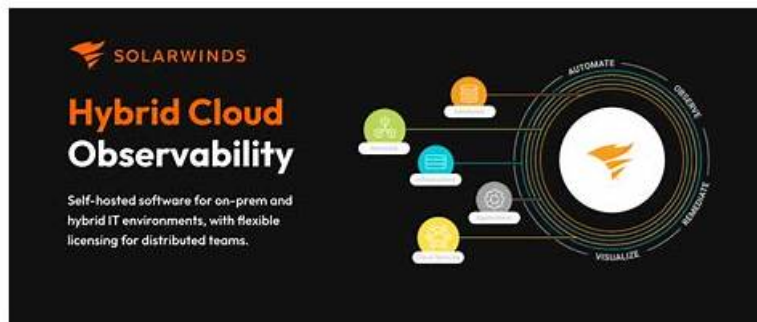 SOLARWINDS
Hybrid Cloud
Observability
Self-hosted software for on-prem and
hybrid IT environments, with flexible
licensing for distributed teams.
AUTOMATE
OBSERVE
REMEDIATE
VISUALIZE